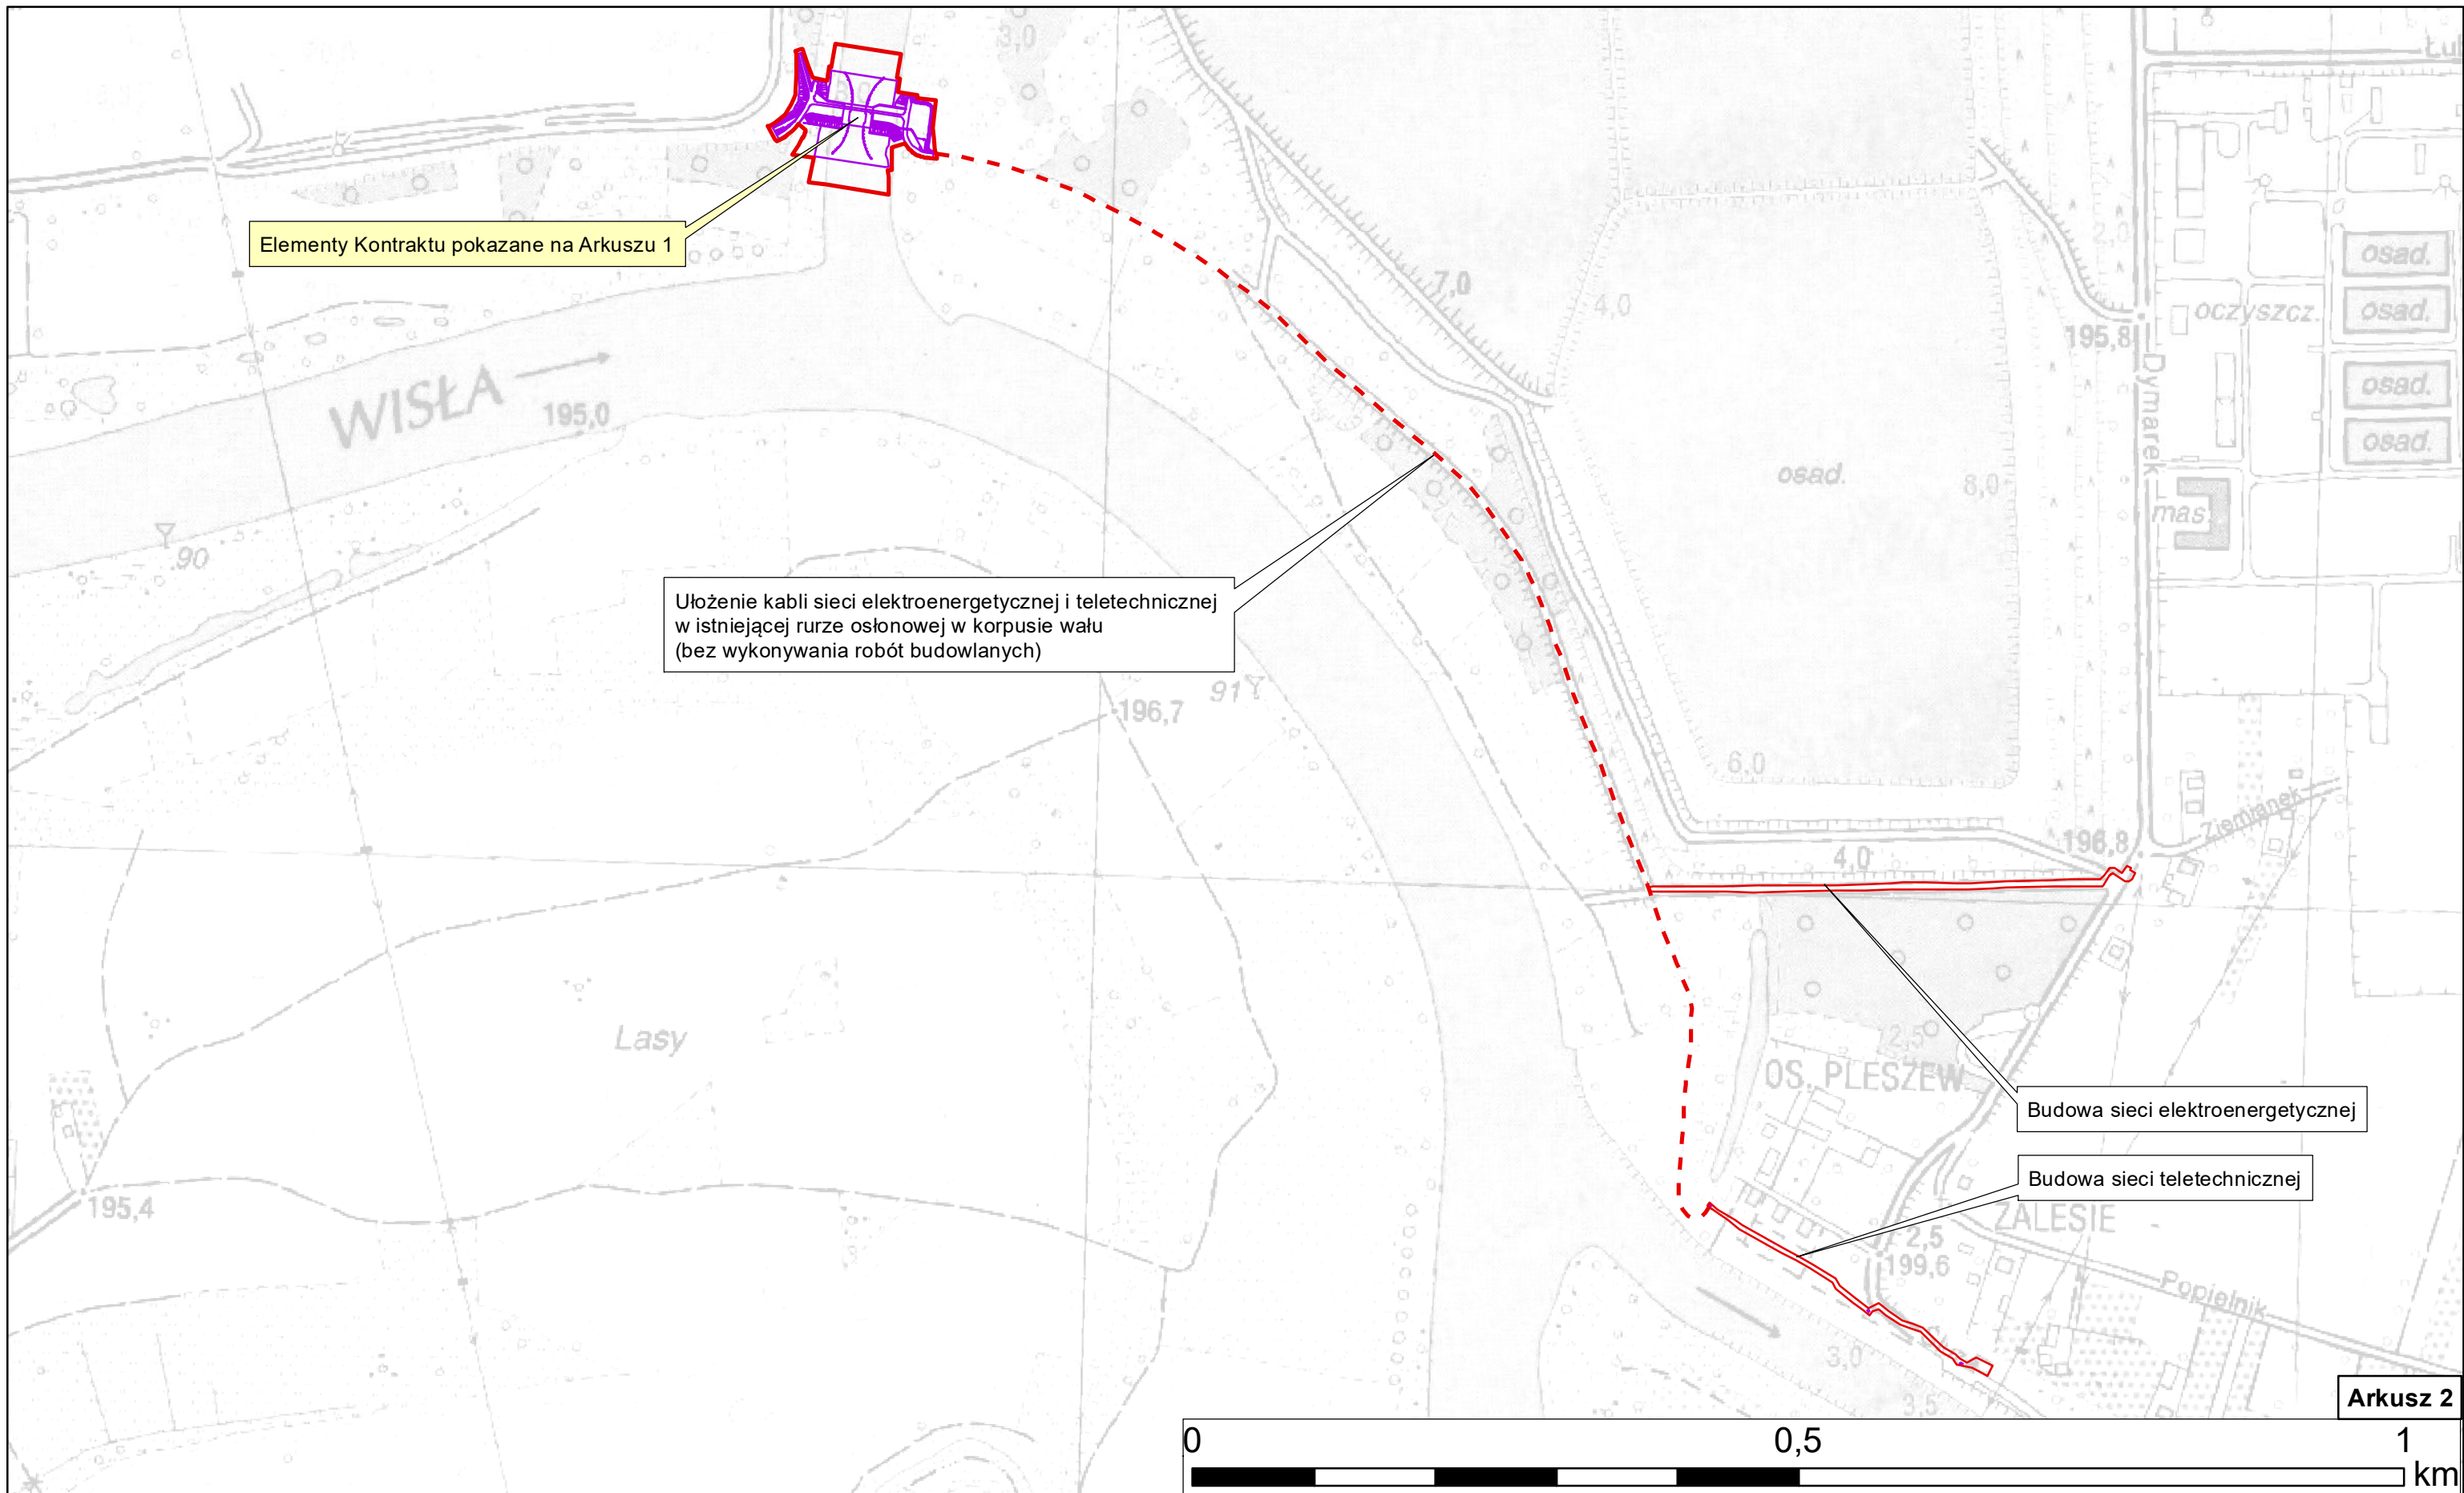 3,0
Łu
B.O
Elementy Kontraktu pokazane na Arkuszu 1
7,0
4,0
2,0
osad.
oczyszcz.
osad.
195,8
Dymarek
WISŁA
195,0
osad.
osad.
osad.
8,0
mas.
90
Ułożenie kabli sieci elektroenergetycznej i teletechnicznej
w istniejącej rurze osłonowej w korpusie wału
(bez wykonywania robót budowlanych)
91
196,7
6,0
Ziemianek
196,8
4,0
Lasy
2,5
OS. PLESZEW
Budowa sieci elektroenergetycznej
Budowa sieci teletechnicznej
195,4
ZALESIE
2,5
199,6
Popielnik
3,0
3,5
Arkusz 2
0
0,5
1
km